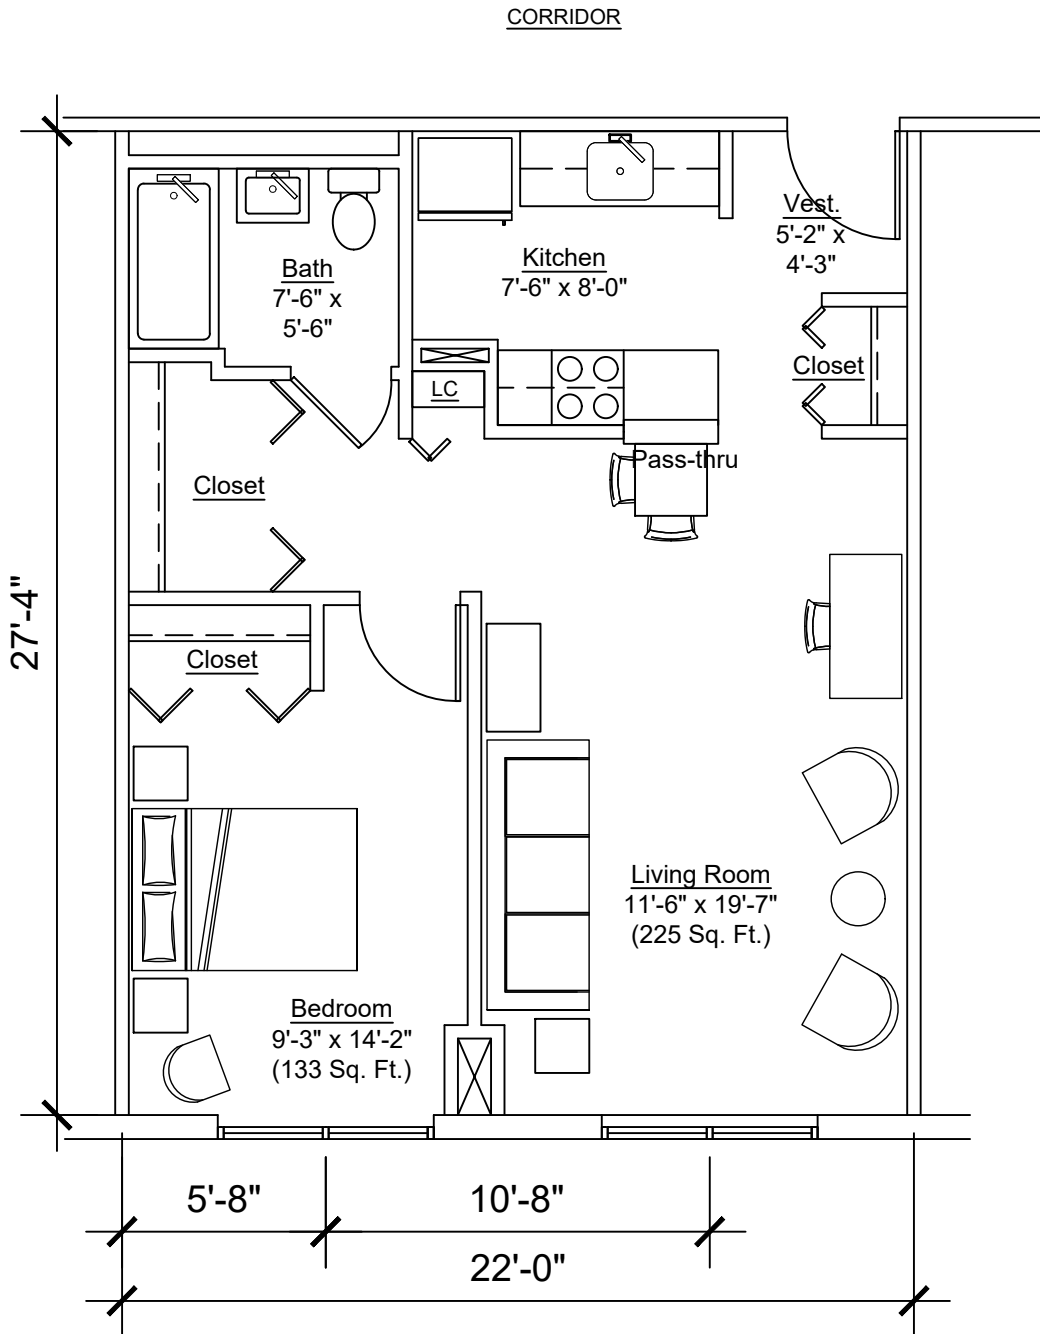 CORRIDOR
Vest.
5'-2" x
4'-3"
Kitchen
7'-6" x 8'-0"
Bath
7'-6" x
5'-6"
Closet
LC
Pass-thru
Closet
27'-4"
Closet
Living Room
11'-6" x 19'-7"
(225 Sq. Ft.)
Bedroom
9'-3" x 14'-2"
(133 Sq. Ft.)
5'-8"
10'-8"
22'-0"